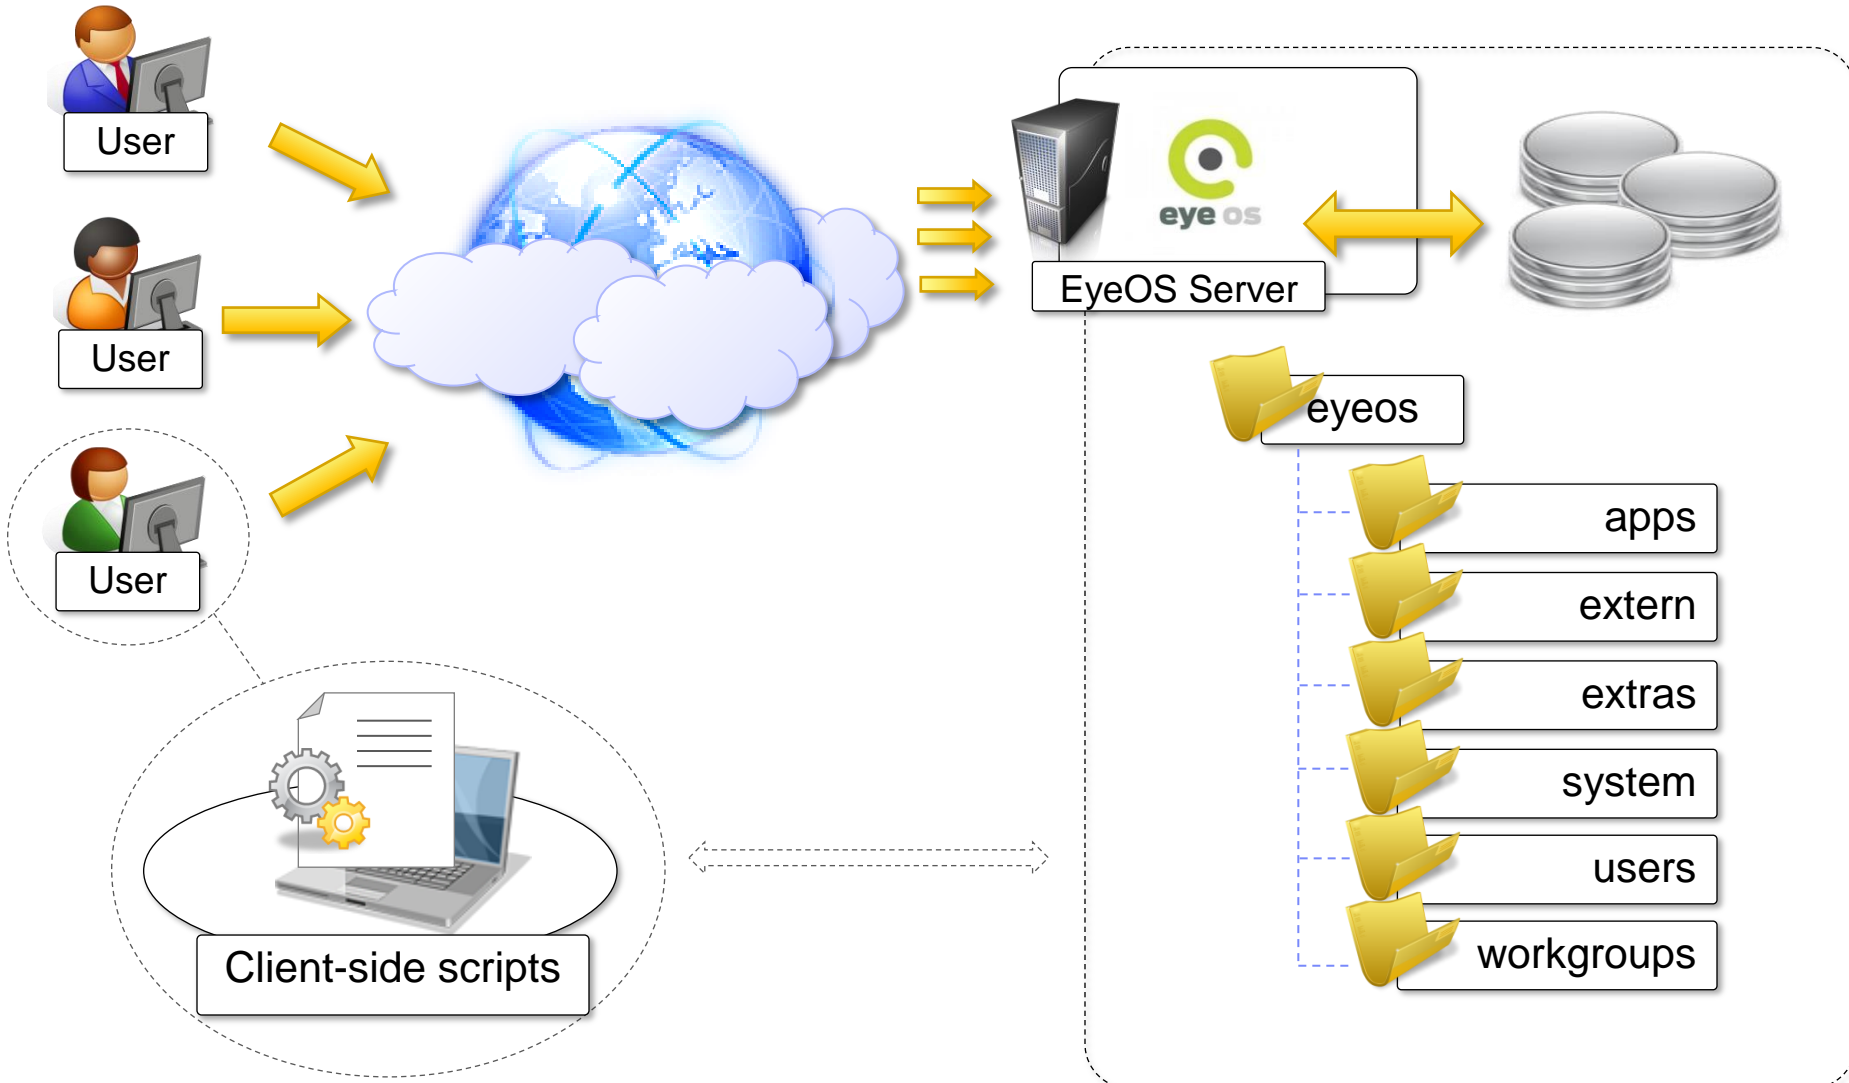 User
User
User
Client-side scripts
eye os
EyeOS Server
eyeos
apps
extern
extras
system
users
workgroups